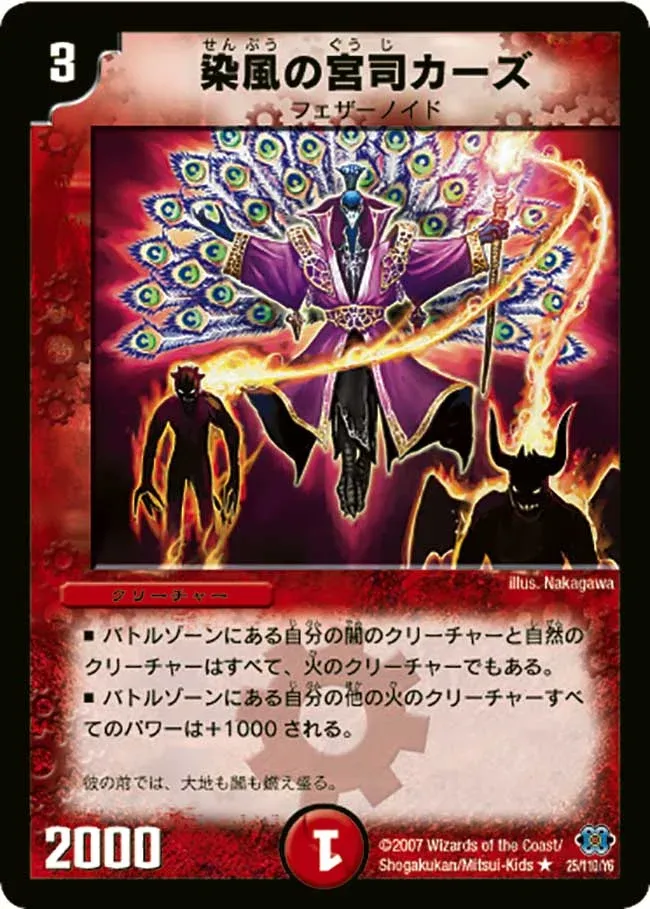 3
せんぷう ぐうじ
染風の宮司カーズ
フェザーノイド
illus. Nakagawa
クリーチャー
■ バトルゾーンにある自分の闇のクリーチャーと自然の
クリーチャーはすべて、火のクリーチャーでもある。
■ バトルゾーンにある自分の他の火のクリーチャーすべ
てのパワーは+1000される。
彼の前では、大地も闇も燃え盛る。
2000
1
©2007 Wizards of the Coast/
Shogakukan/Mitsui-Kids ★
25/110/Y6